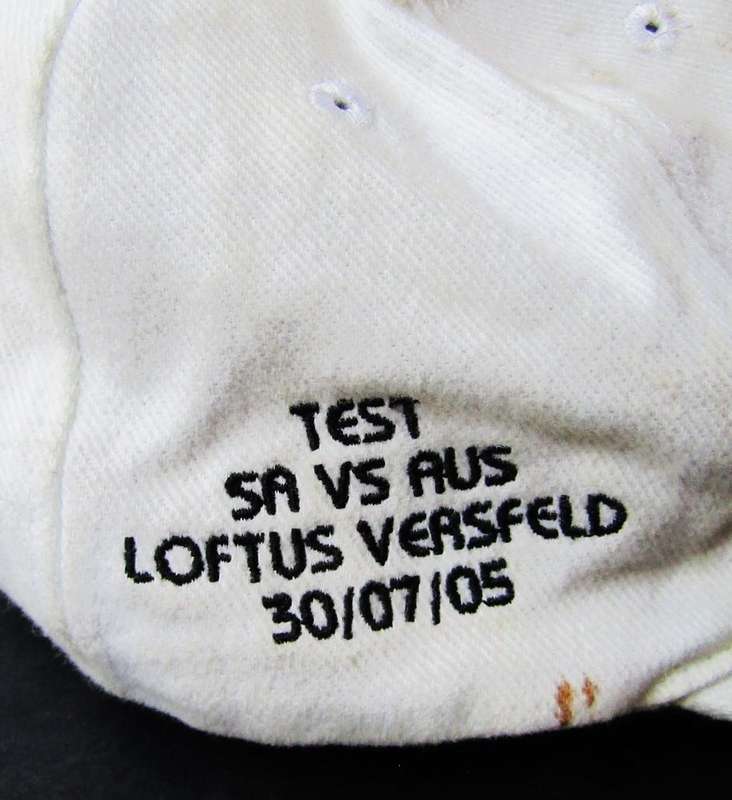 TEST
SA VS AUS
LOFTUS VERSFELD
30/07/05